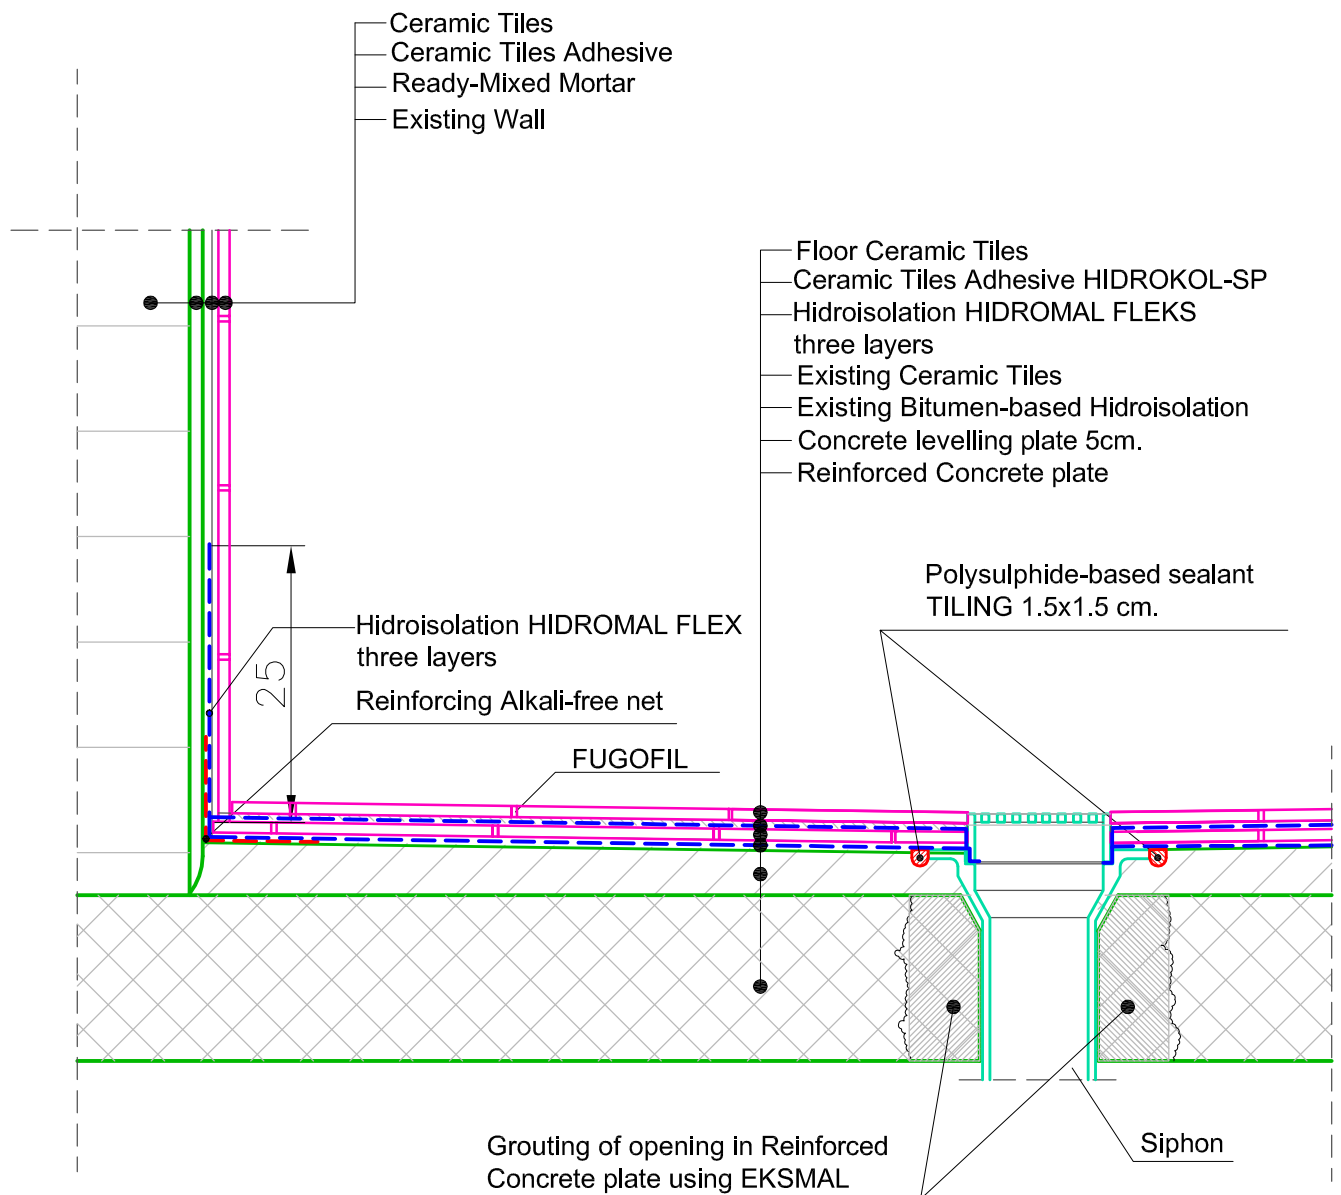 Ceramic Tiles
Ceramic Tiles Adhesive
Ready-Mixed Mortar
Existing Wall
Floor Ceramic Tiles
Ceramic Tiles Adhesive HIDROKOL-SP
Hidroisolation HIDROMAL FLEKS
three layers
Existing Ceramic Tiles
Existing Bitumen-based Hidroisolation
Concrete levelling plate 5cm.
Reinforced Concrete plate
Polysulphide-based sealant
TILING 1.5x1.5 cm.
Hidroisolation HIDROMAL FLEX
three layers
25
Reinforcing Alkali-free net
FUGOFIL
Grouting of opening in Reinforced
Concrete plate using EKSMAL
Siphon